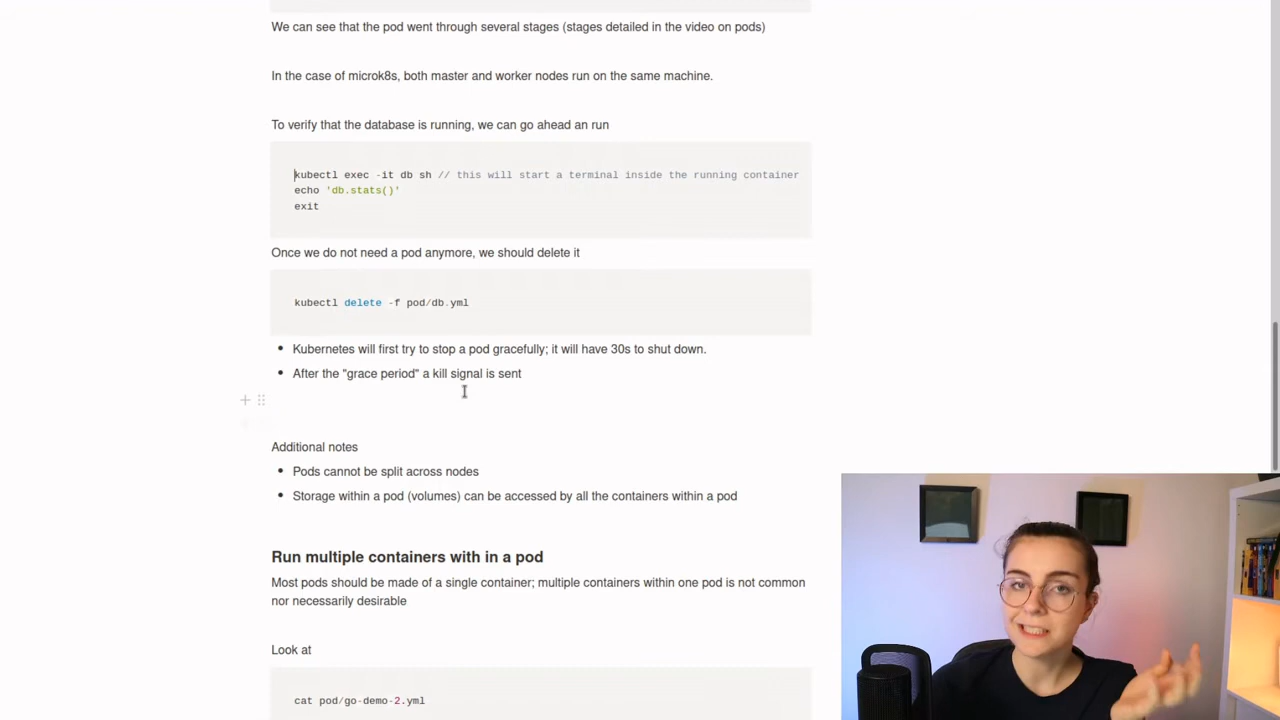 We can see that the pod went through several stages (stages detailed in the video on pods)
In the case of microk8s, both master and worker nodes run on the same machine.
To verify that the database is running, we can go ahead an run
kubectl exec -it db sh // this will start a terminal inside the running container
echo 'db.stats()'
exit
Once we do not need a pod anymore, we should delete it
kubectl delete -f pod/db.yml
• Kubernetes will first try to stop a pod gracefully; it will have 30s to shut down.
• After the "grace period" a kill signal is sent
Additional notes
• Pods cannot be split across nodes
• Storage within a pod (volumes) can be accessed by all the containers within a pod
Run multiple containers with in a pod
Most pods should be made of a single container; multiple containers within one pod is not common
nor necessarily desirable
Look at
cat pod/go-demo-2.yml